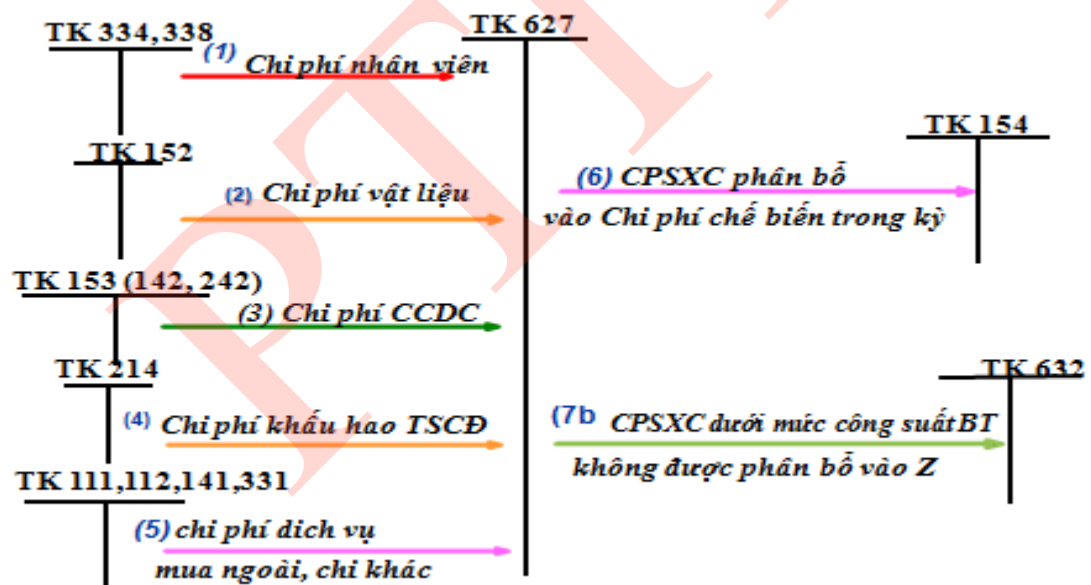 TK 334,338
TK 627
(1) Chi phí nhân viên
TK 154
TK 152
(2) Chi phí vật liệu
(6) CPSXC phân bổ
vào Chi phí chế biến trong kỳ
TK 153 (142, 242)
(3) Chi phí CCDC
TK 214
TK 632
(4) Chi phí khấu hao TSCĐ
(7b CPSXC dưới mức công suất BT
không được phân bổ vào Z
TK 111,112,141,331
(5) chi phí dich vụ
mua ngoài, chi khác